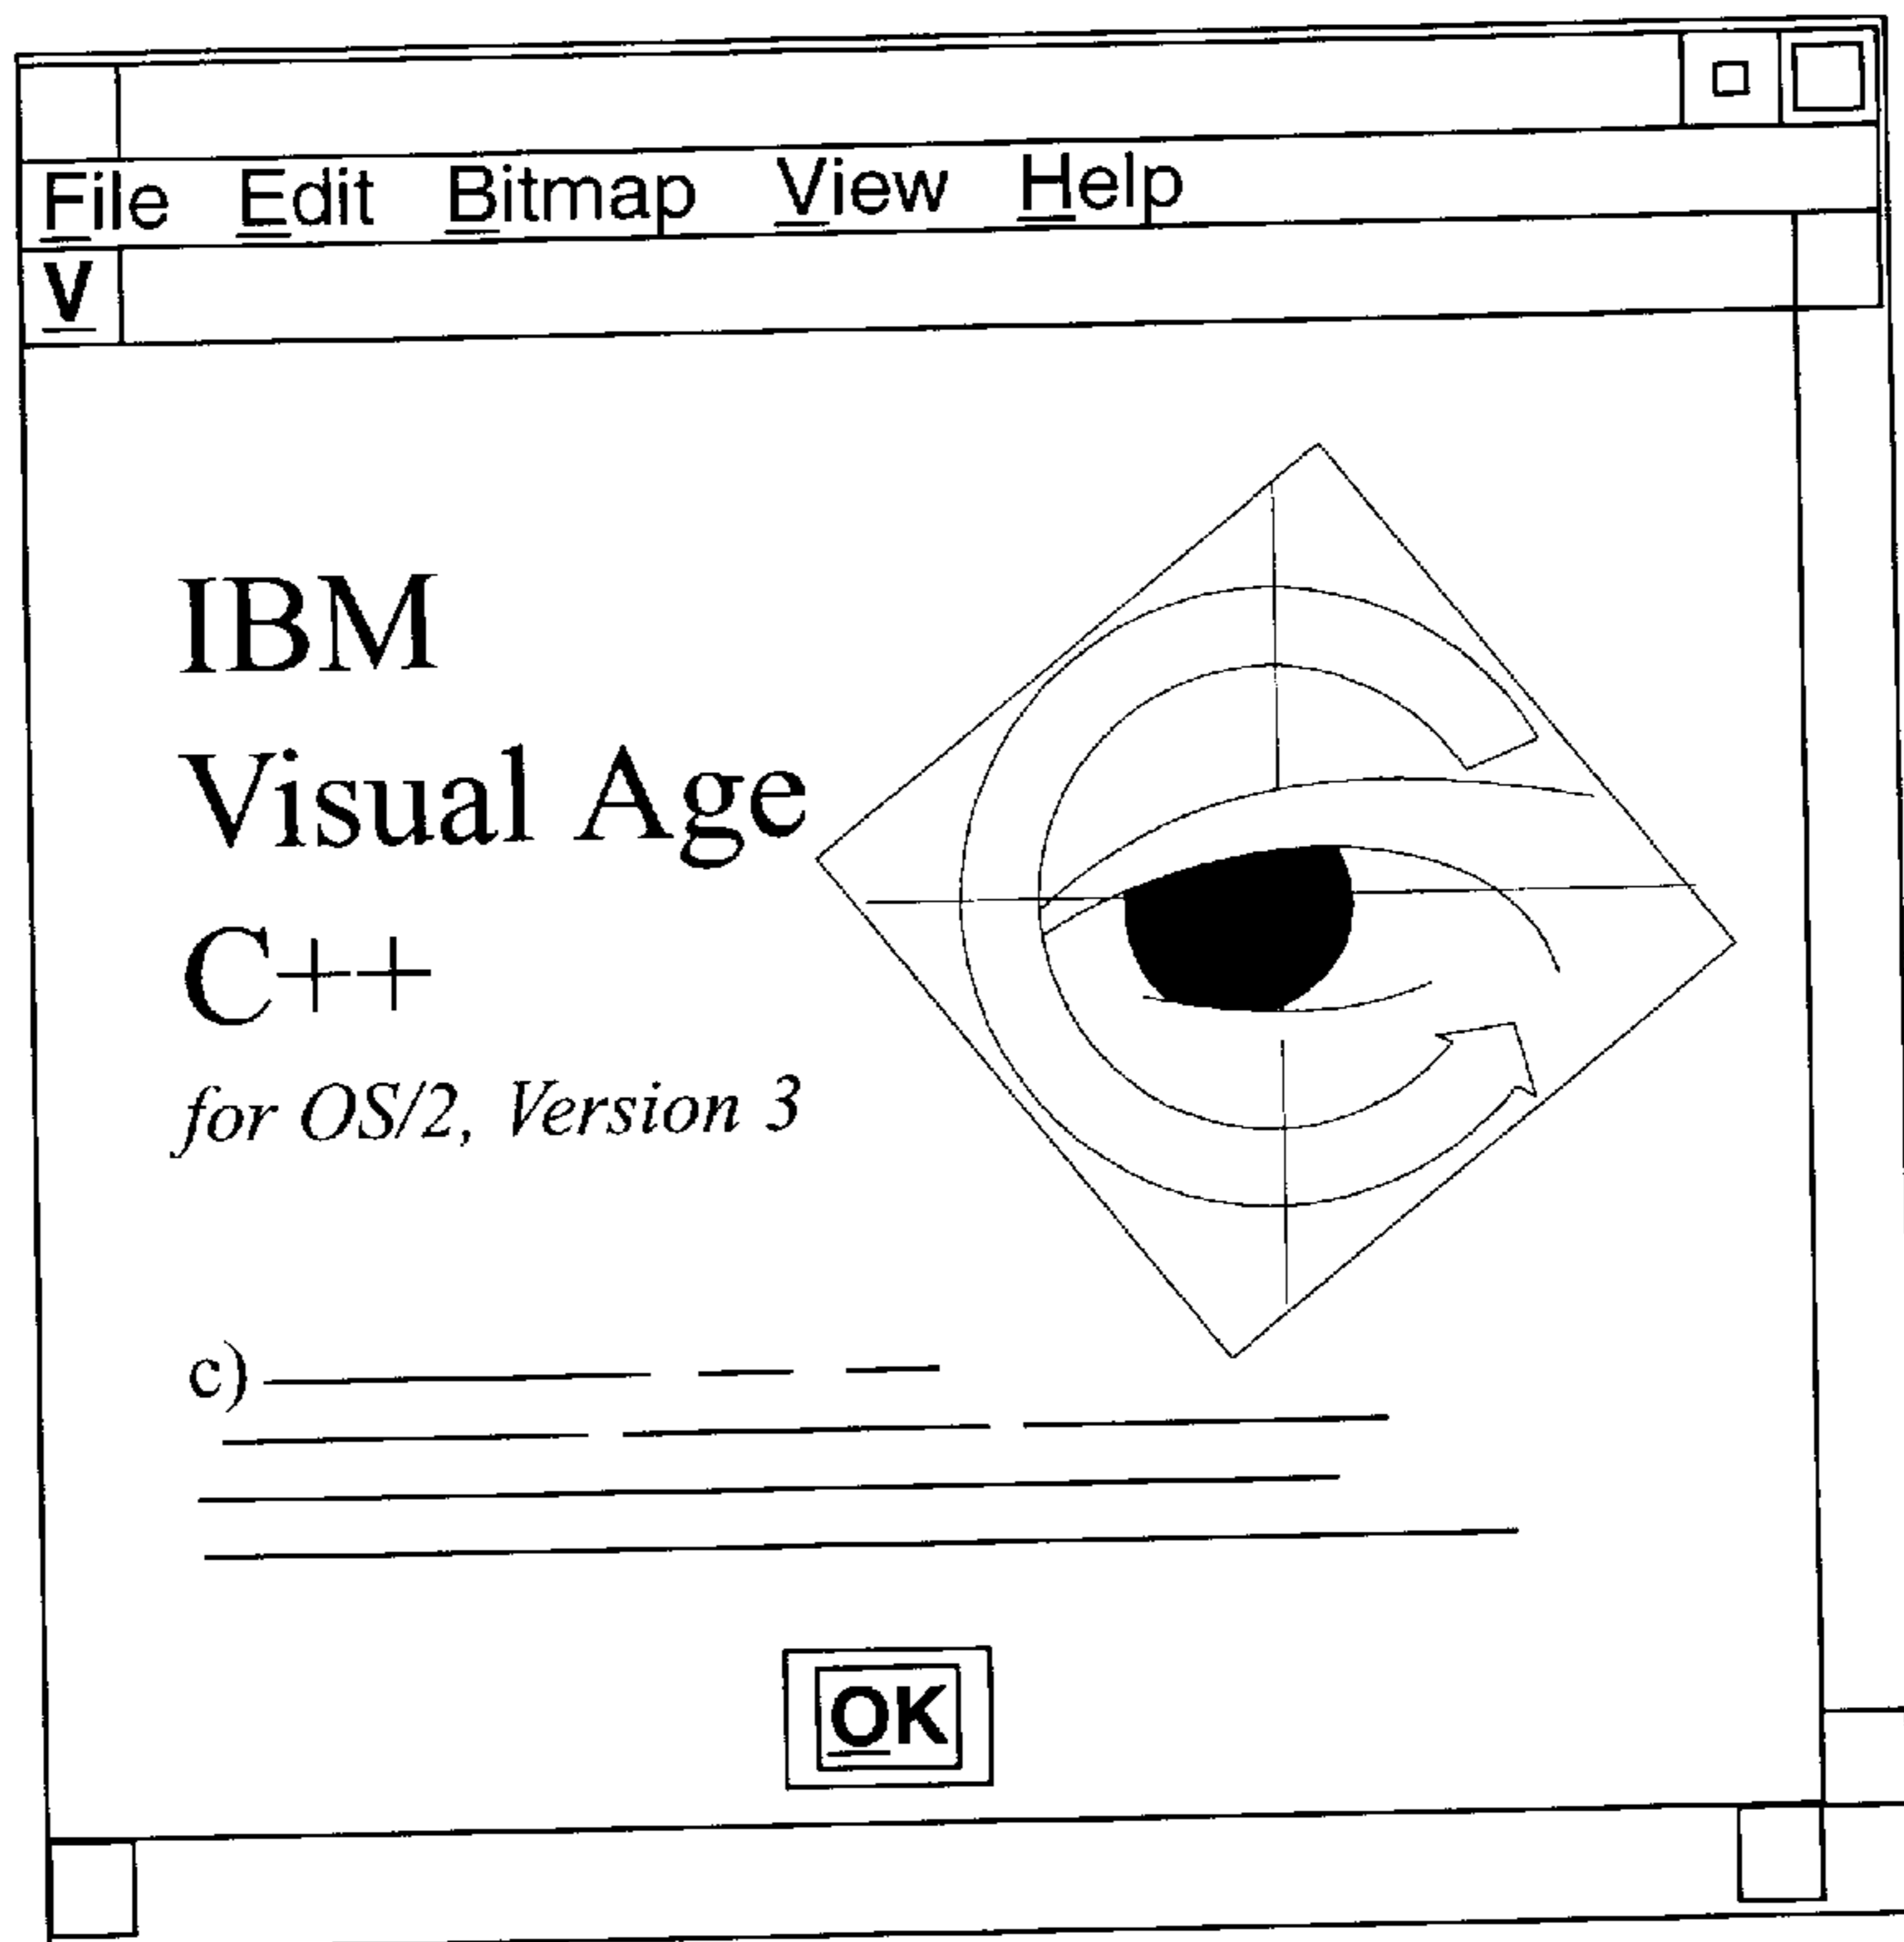 File Edit Bitmap View Help
V
IBM
Visual Age
C++
for OS/2, Version 3
c)
OK